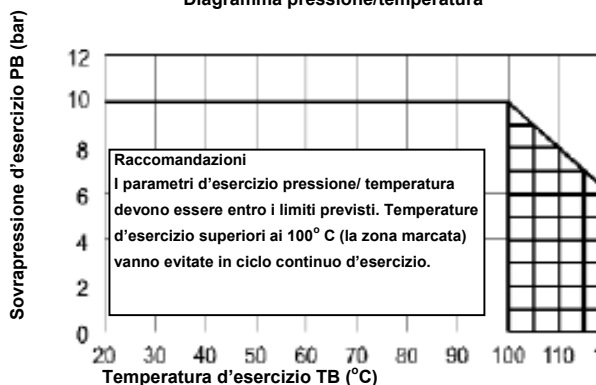 Diagramma pressione/temperatura
Sovrapressione d'esercizio PB (bar)
12
10
8
6
4
2
0
Raccomandazioni
I parametri d'esercizio pressione/ temperatura
devono essere entro i limiti previsti. Temperature
d'esercizio superiori ai 100° C (la zona marcata)
vanno evitate in ciclo continuo d'esercizio.
20 30 40 50 60 70 80 90 100 110
Temperatura d'esercizio TB (°C)